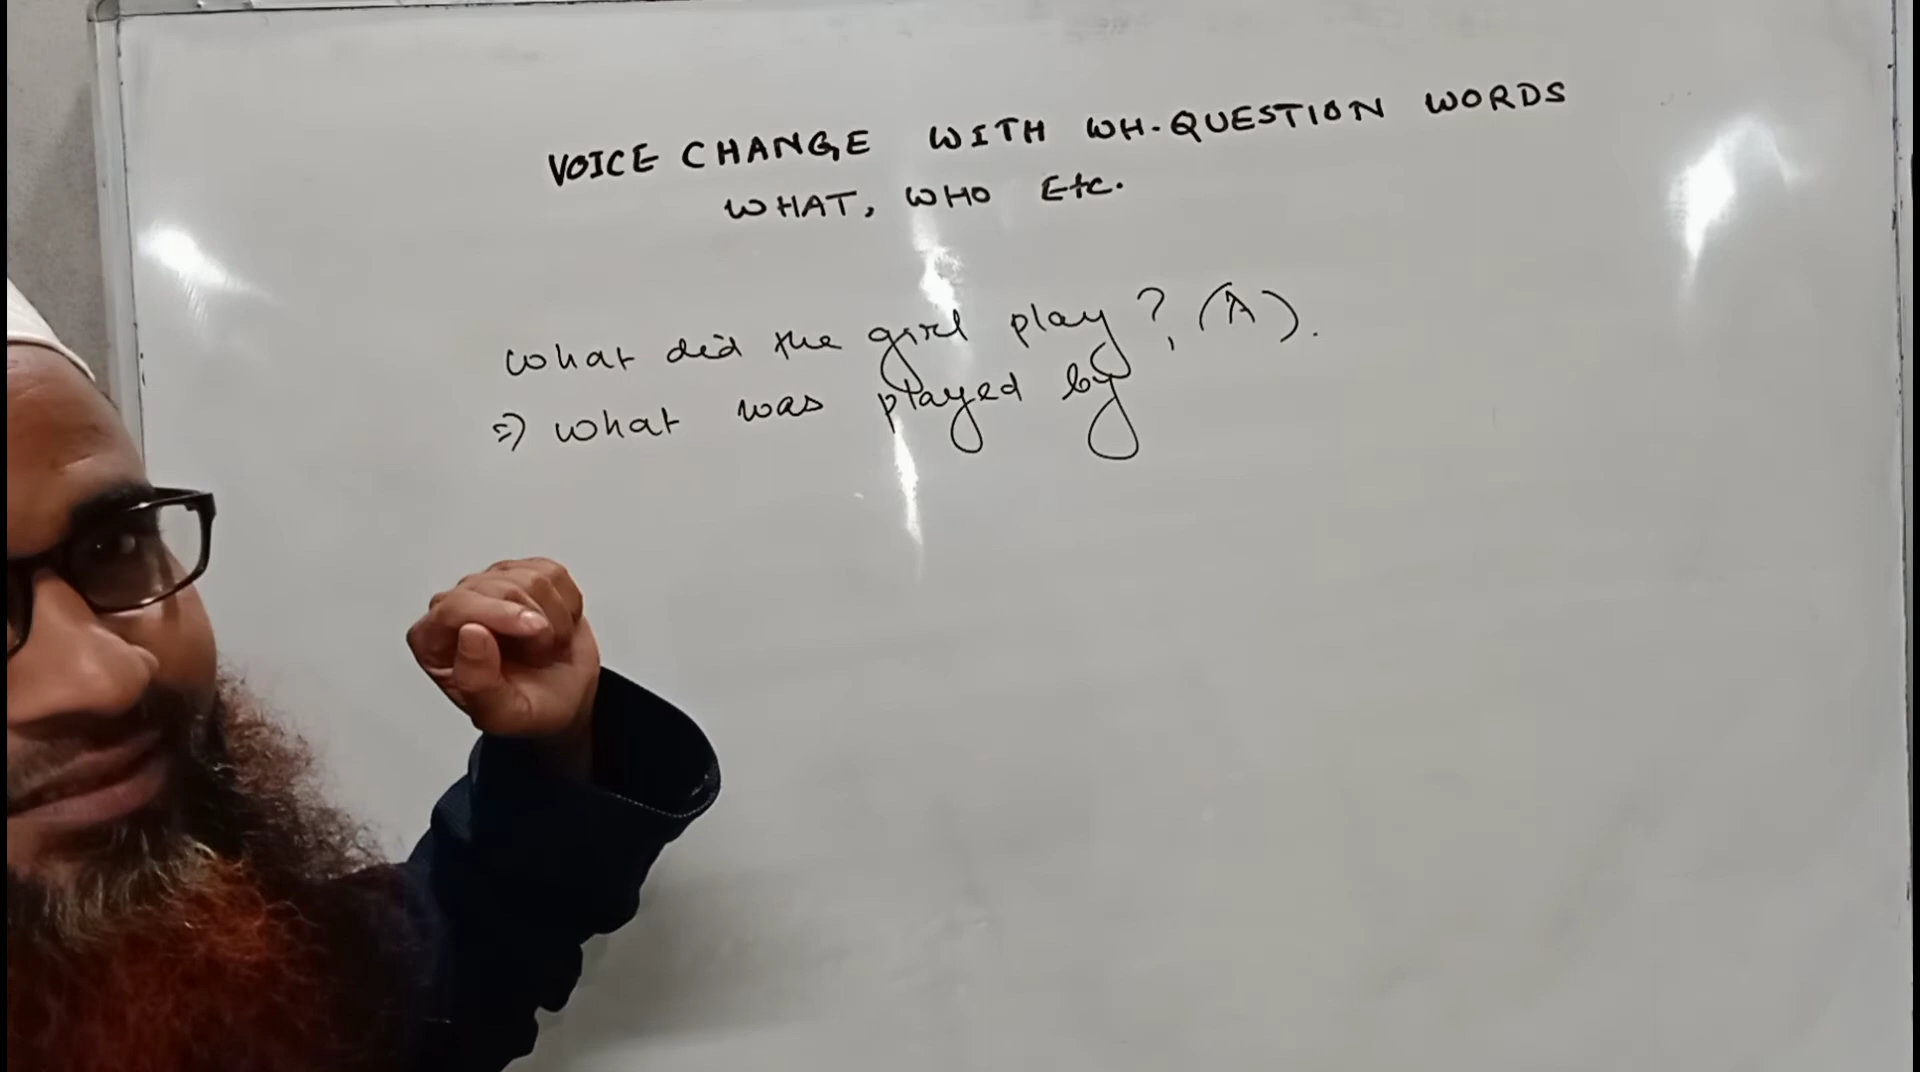 VOICE CHANGE WITH WH-QUESTION WORDS
WHAT, WHO Etc.
What did the girl play?, (A).
⇒ what was played by